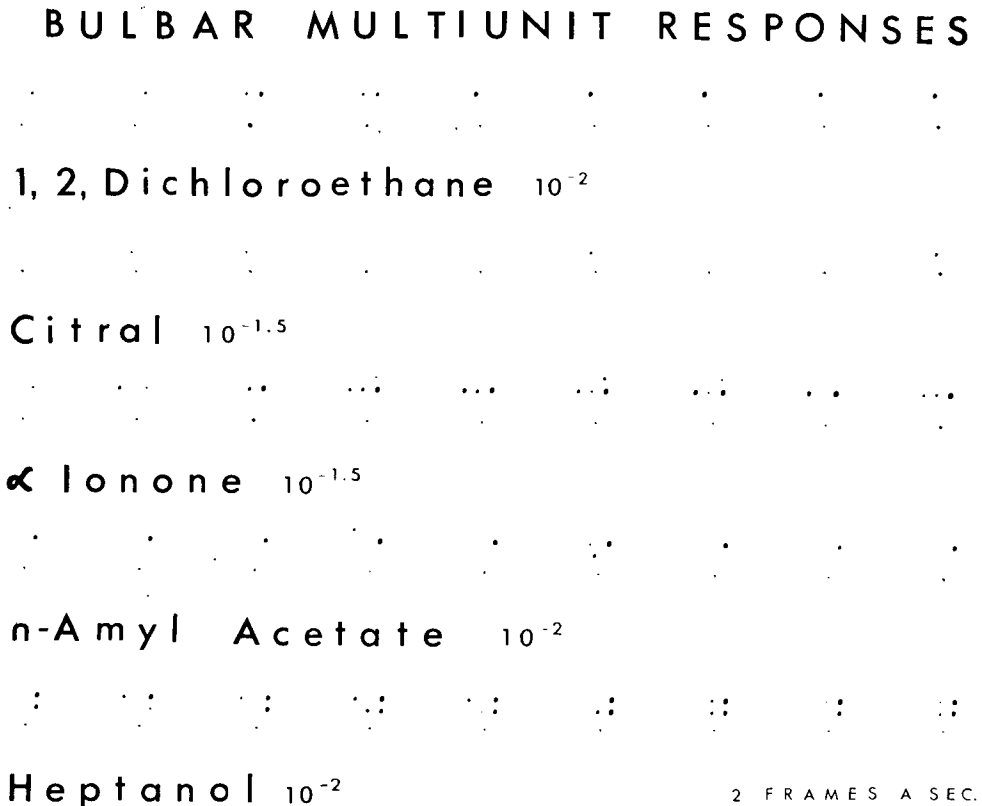 BULBAR MULTIUNIT RESPONSES
1, 2, Dichloroethane 10⁻²
Citral 10⁻¹·⁵
∝ Ionone 10⁻¹·⁵
n-Amyl Acetate 10⁻²
Heptanol 10⁻²
2 FRAMES A SEC.